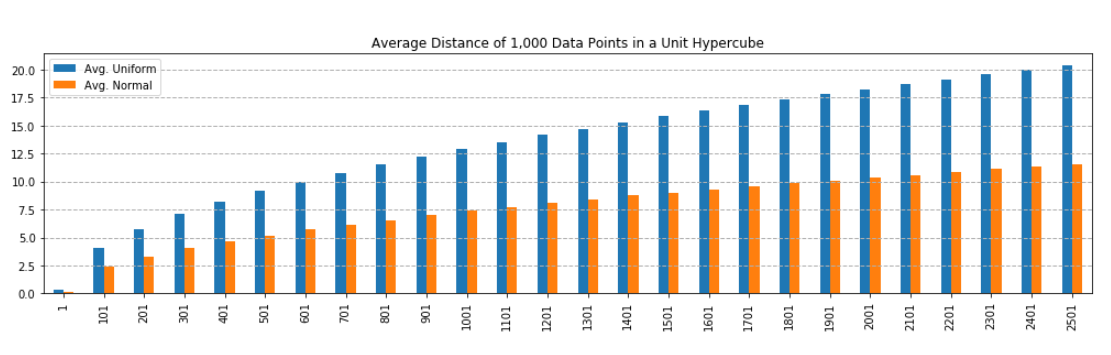 Average Distance of 1,000 Data Points in a Unit Hypercube
Avg. Uniform
Avg. Normal
20.0
17.5
15.0
12.5
10.0
7.5
5.0
2.5
0.0
1 101 201 301 401 501 601 701 801 901 1001 1101 1201 1301 1401 1501 1601 1701 1801 1901 2001 2101 2201 2301 2401 2501